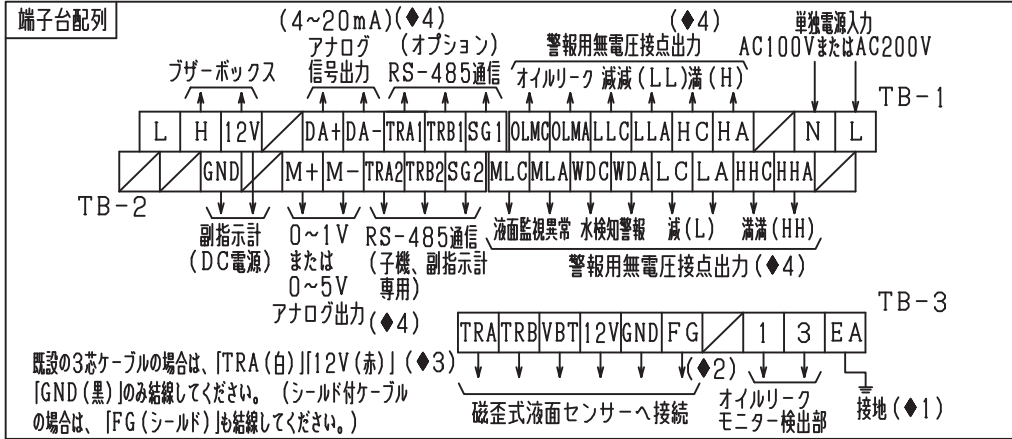 端子台配列
(4~20mA)(◆4)
アナログ
信号出力
(オプション)
RS-485通信
(◆4)
警報用無電圧接点出力
オイルリーク 減減(LL)満(H)
単独電源入力
AC100VまたはAC200V
ブザーボックス
TB-1
L H 12V DA+ DA- TRA1 TRB1 SG1 OLMC OLMA LLC LLA HC HA N L
GND M+ M- TRA2 TRB2 SG2 MLC MLA WDC WDA LC LA HHC HHA
TB-2
副指示計
(DC電源)
0~1V
または
0~5V
アナログ出力(◆4)
RS-485通信
(子機、副指示計
専用)
液面監視異常 水検知警報 減(L) 満満(HH)
警報用無電圧接点出力(◆4)
TB-3
TRA TRB VBT 12V GND FG 1 3 EA
既設の3芯ケーブルの場合は、「TRA(白)」「12V(赤)」(◆3)
「GND(黒)」のみ結線してください。 (シールド付ケーブル
の場合は、「FG(シールド)」も結線してください。)
磁歪式液面センサーへ接続
(◆2)
オイルリーク
モニター検出部
接地(◆1)